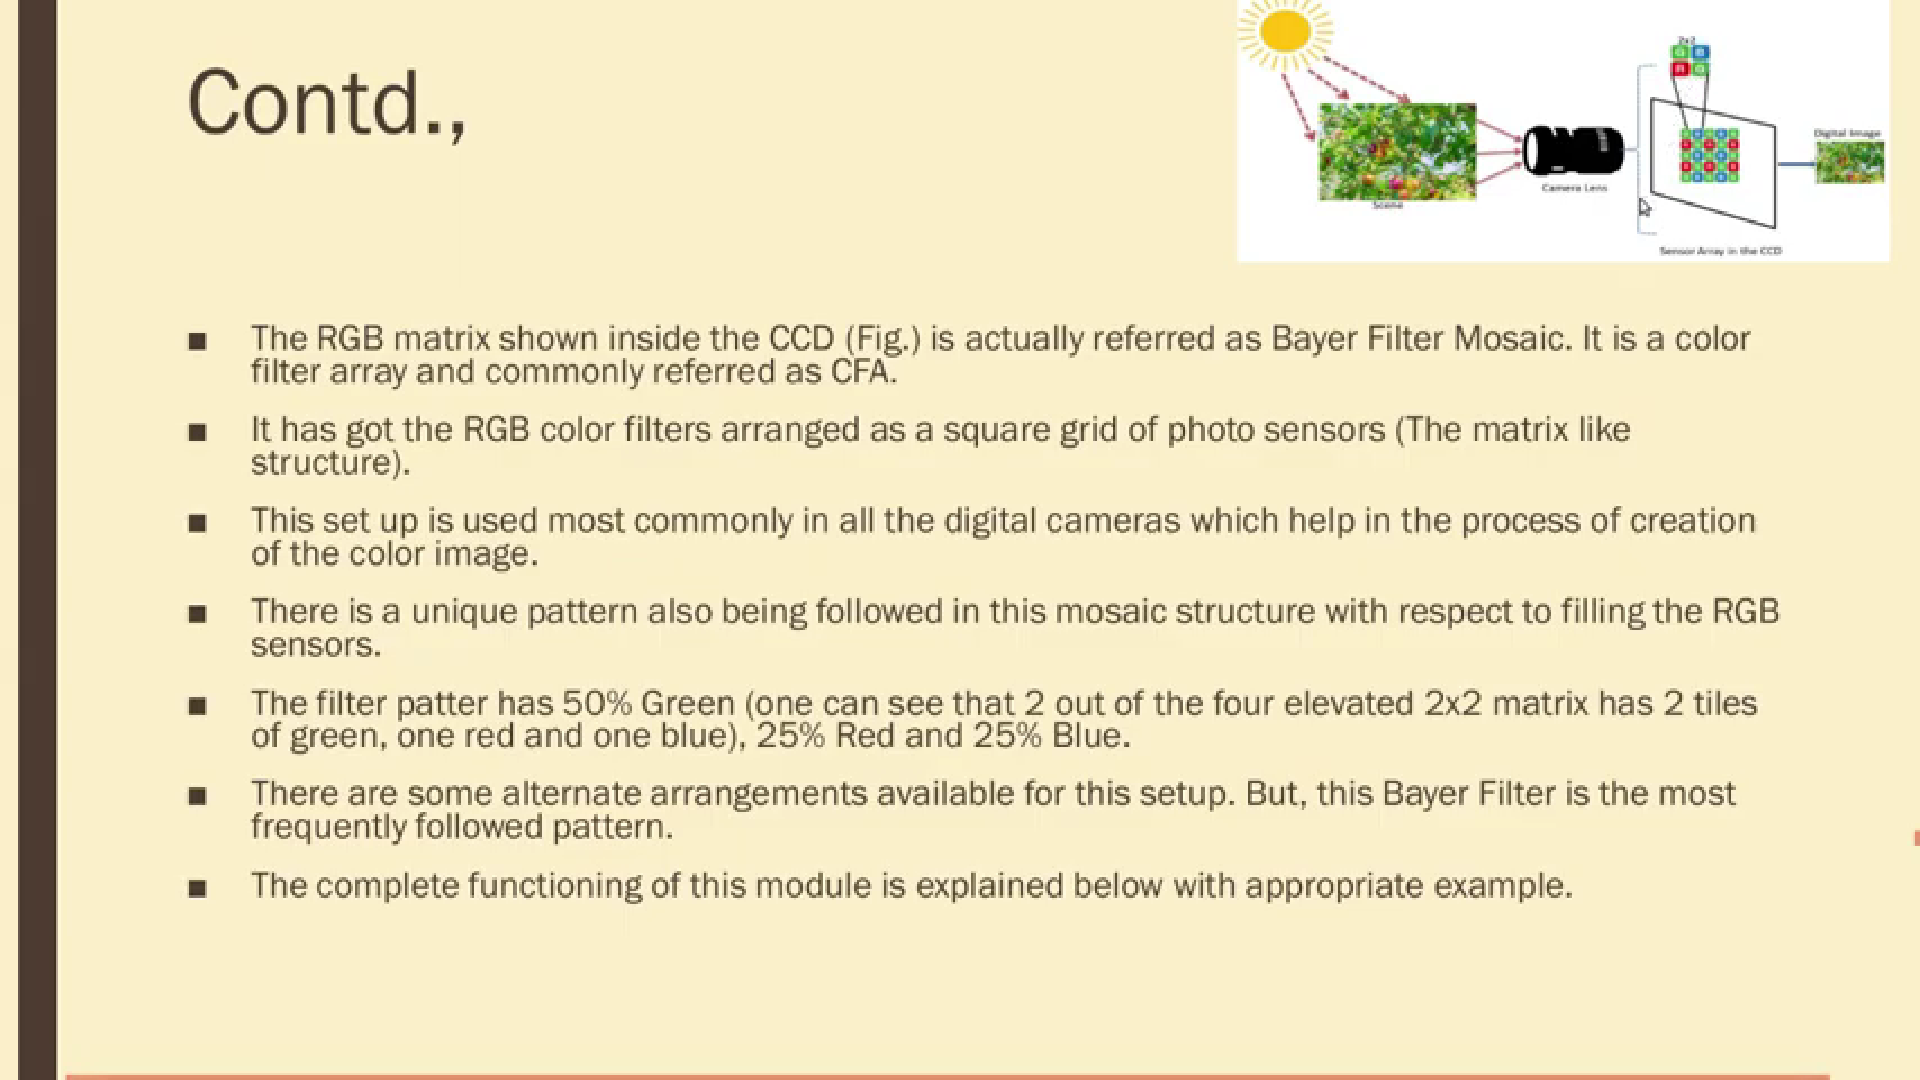 Contd.,
2x2
G B
R G
Digital Image
Camera Lens
Scene
Sensor Array in the CCD
■ The RGB matrix shown inside the CCD (Fig.) is actually referred as Bayer Filter Mosaic. It is a color
filter array and commonly referred as CFA.
■ It has got the RGB color filters arranged as a square grid of photo sensors (The matrix like
structure).
■ This set up is used most commonly in all the digital cameras which help in the process of creation
of the color image.
■ There is a unique pattern also being followed in this mosaic structure with respect to filling the RGB
sensors.
■ The filter patter has 50% Green (one can see that 2 out of the four elevated 2x2 matrix has 2 tiles
of green, one red and one blue), 25% Red and 25% Blue.
■ There are some alternate arrangements available for this setup. But, this Bayer Filter is the most
frequently followed pattern.
■ The complete functioning of this module is explained below with appropriate example.